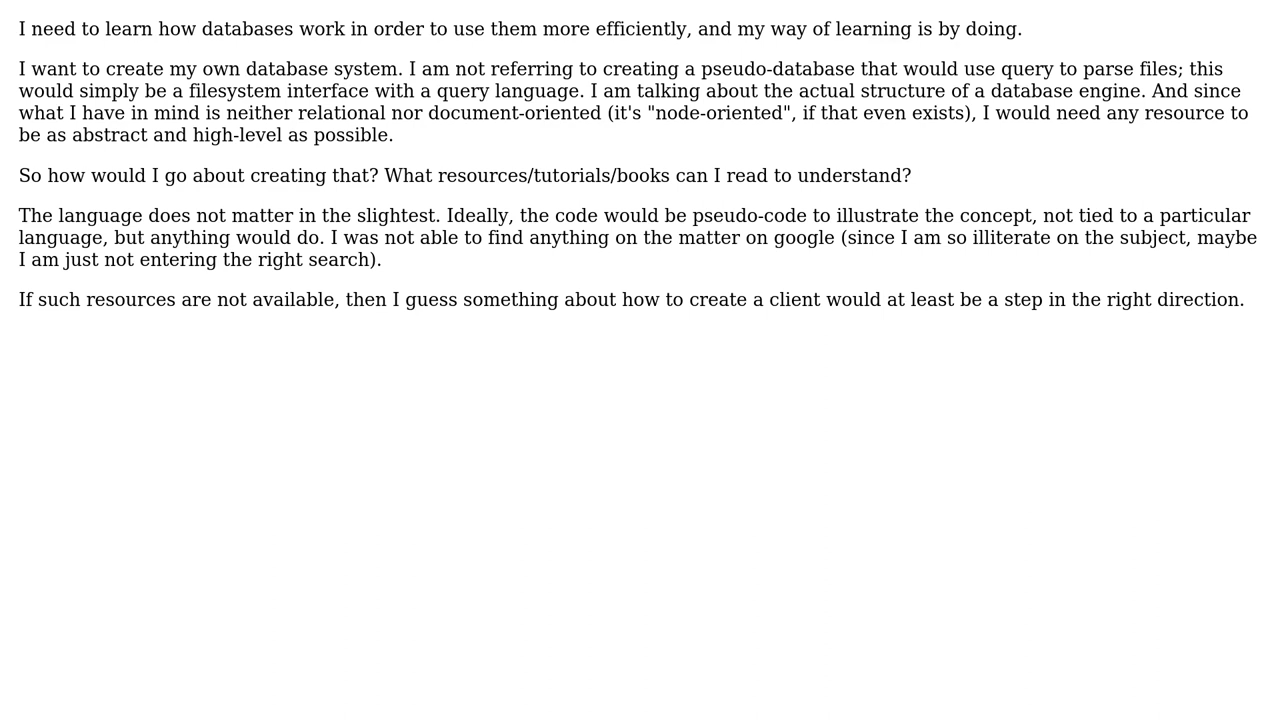 I need to learn how databases work in order to use them more efficiently, and my way of learning is by doing.
I want to create my own database system. I am not referring to creating a pseudo-database that would use query to parse files; this
would simply be a filesystem interface with a query language. I am talking about the actual structure of a database engine. And since
what I have in mind is neither relational nor document-oriented (it's "node-oriented", if that even exists), I would need any resource to
be as abstract and high-level as possible.
So how would I go about creating that? What resources/tutorials/books can I read to understand?
The language does not matter in the slightest. Ideally, the code would be pseudo-code to illustrate the concept, not tied to a particular
language, but anything would do. I was not able to find anything on the matter on google (since I am so illiterate on the subject, maybe
I am just not entering the right search).
If such resources are not available, then I guess something about how to create a client would at least be a step in the right direction.